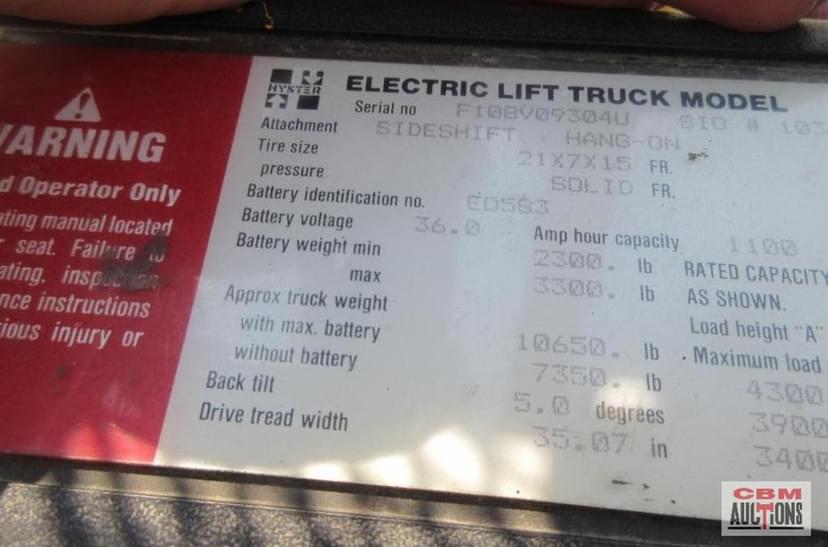 WARNING
d Operator Only
ating manual located
r seat. Failure to
ating, inspection
nce instructions
ious injury or
HYSTER
ELECTRIC LIFT TRUCK MODEL
Serial no F108V09304U SIO # 103
Attachment SIDESHIFT HANG-ON
Tire size 21X7X15 FR.
pressure SOLID FR.
Battery identification no. E0583
Battery voltage 36.0 Amp hour capacity 1100
Battery weight min 2300. lb RATED CAPACITY
max 3300. lb AS SHOWN.
Approx truck weight Load height "A"
with max. battery 10650. lb Maximum load
without battery 7350. lb 4300
Back tilt 5.0 degrees 3900
Drive tread width 35.07 in 3400
CBM
AUCTIONS